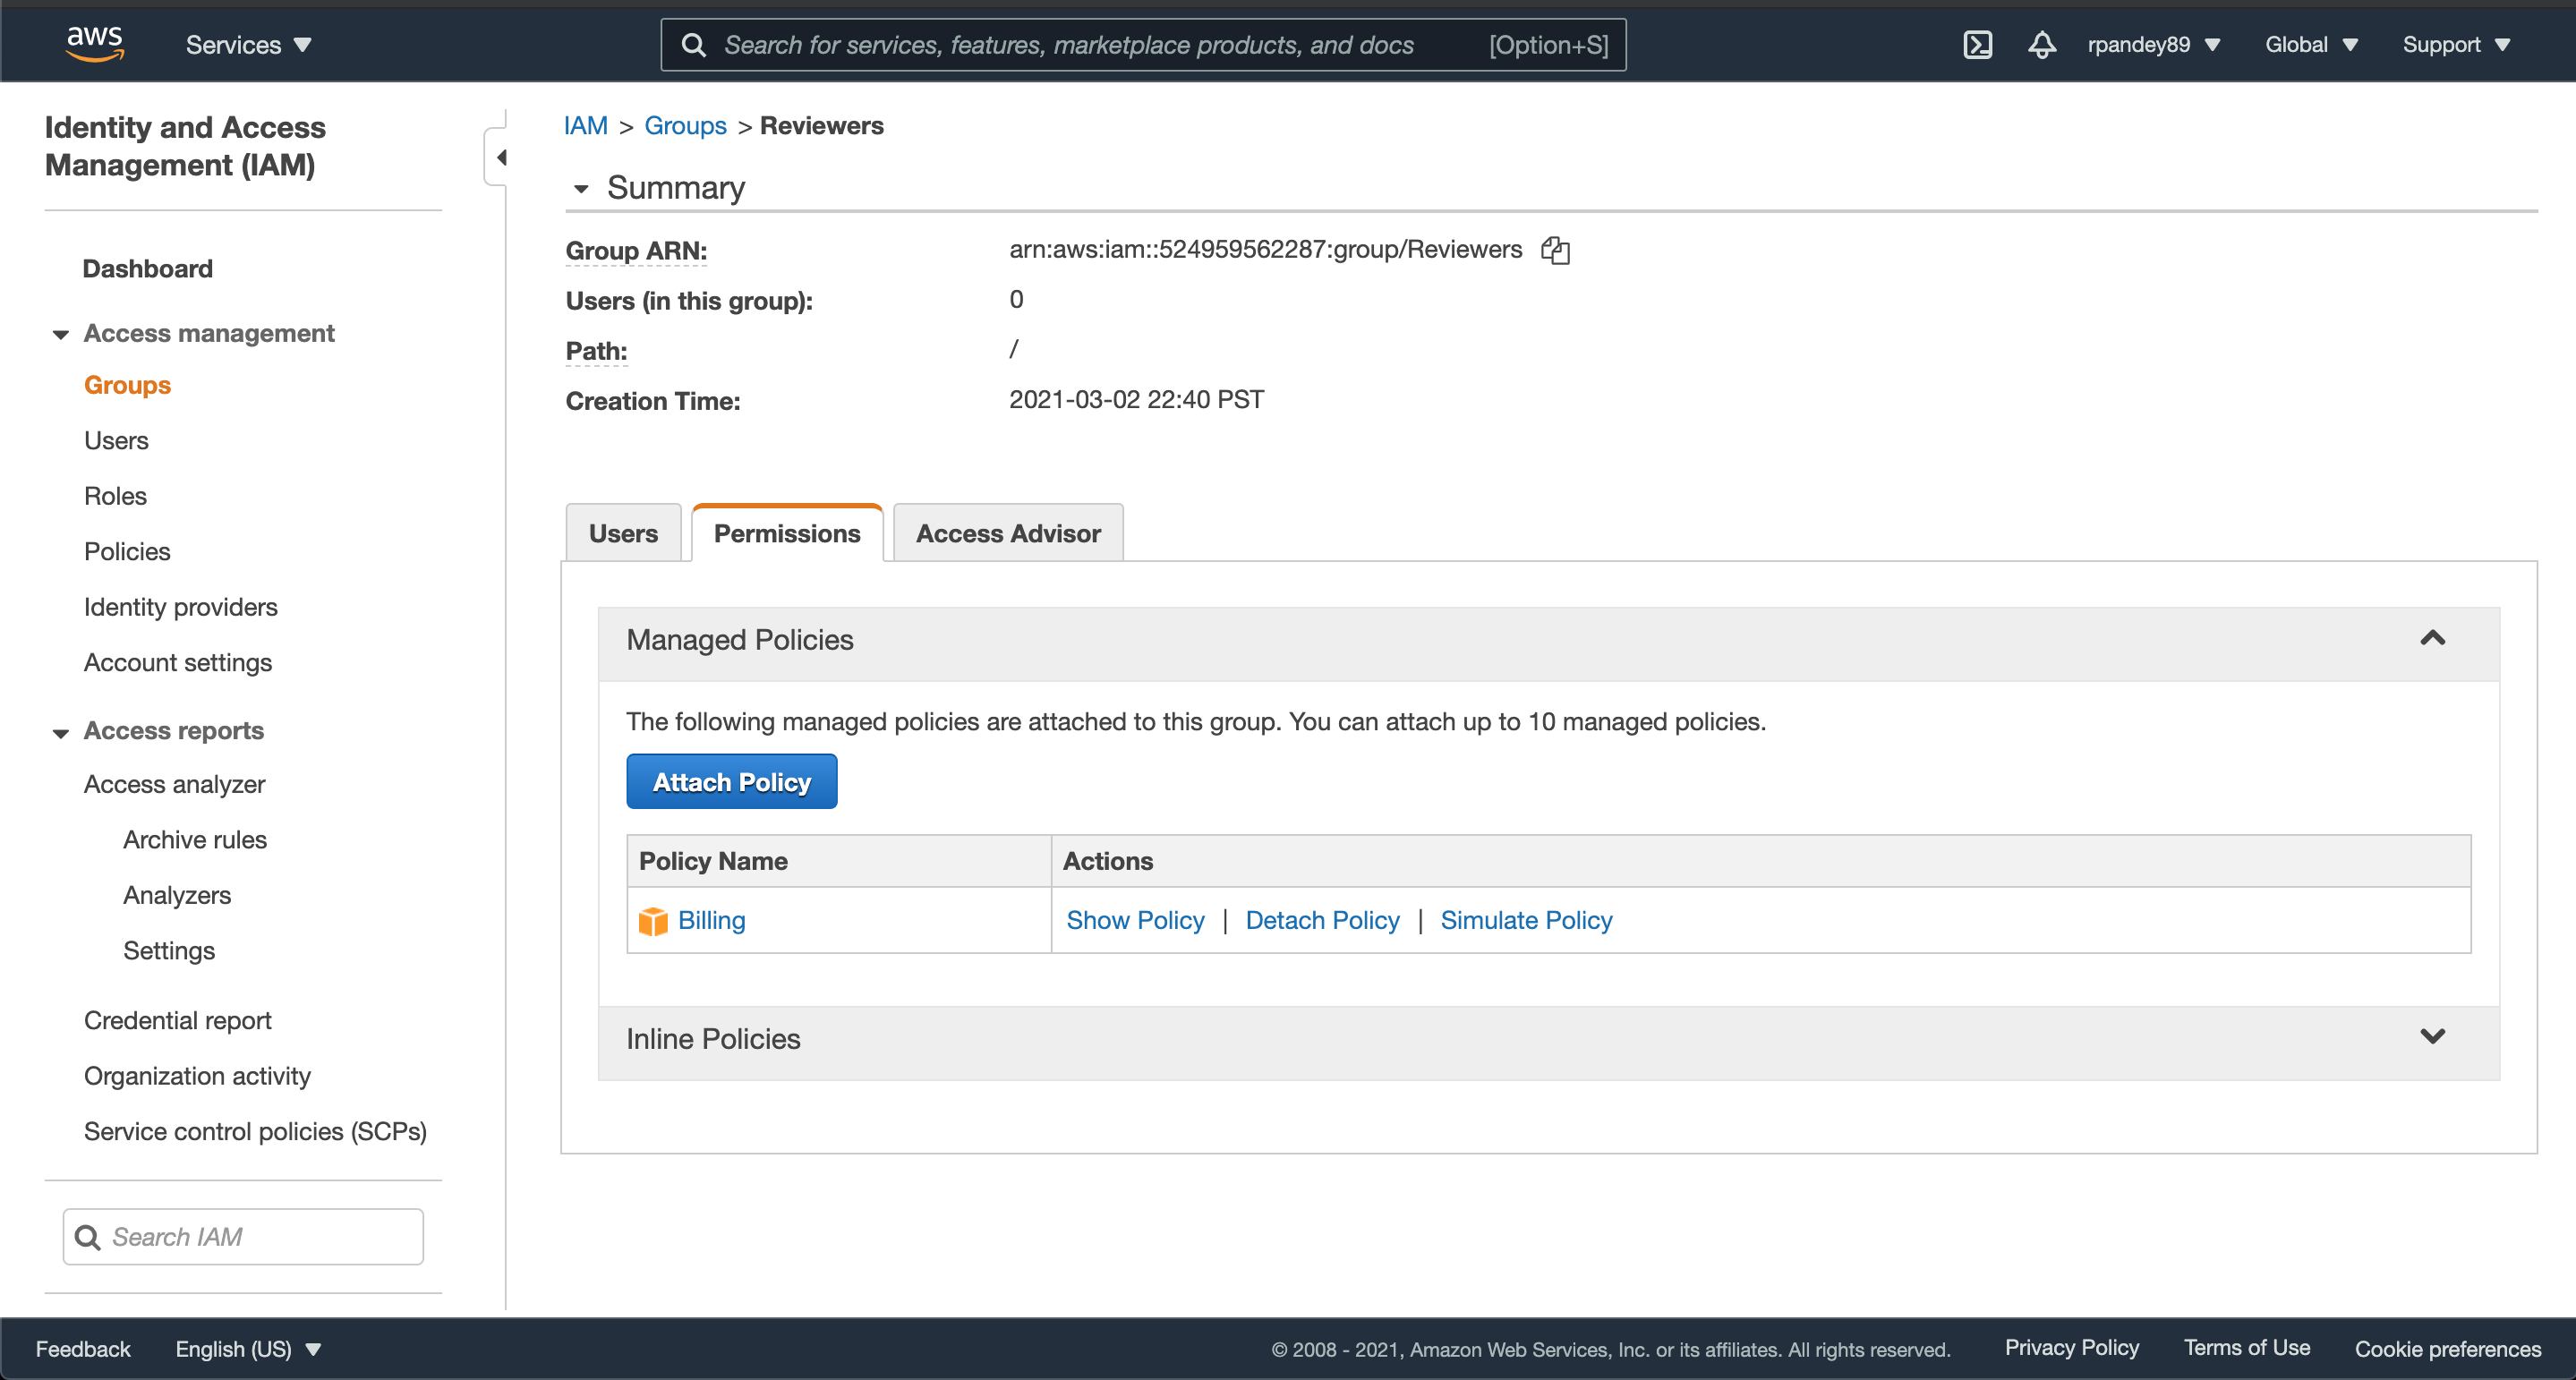 aws Services Search for services, features, marketplace products, and docs [Option+S] rpandey89 Global Support
Identity and Access
Management (IAM)
Dashboard
Access management
Groups
Users
Roles
Policies
Identity providers
Account settings
Access reports
Access analyzer
Archive rules
Analyzers
Settings
Credential report
Organization activity
Service control policies (SCPs)
Search IAM
IAM > Groups > Reviewers
Summary
Group ARN: arn:aws:iam::524959562287:group/Reviewers
Users (in this group): 0
Path: /
Creation Time: 2021-03-02 22:40 PST
Users Permissions Access Advisor
Managed Policies
The following managed policies are attached to this group. You can attach up to 10 managed policies.
Attach Policy
Policy Name Actions
Billing Show Policy | Detach Policy | Simulate Policy
Inline Policies
Feedback English (US) © 2008 - 2021, Amazon Web Services, Inc. or its affiliates. All rights reserved. Privacy Policy Terms of Use Cookie preferences